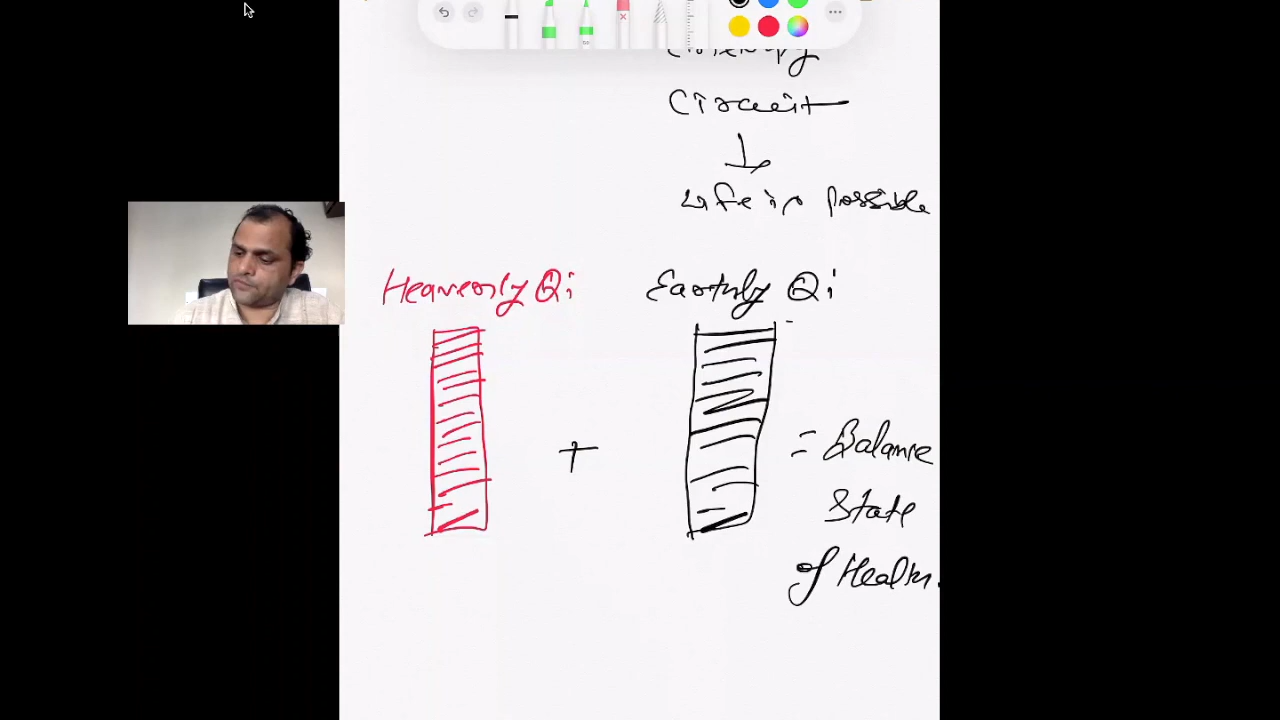 Circuit
Life is possible
Heavenly Qi
Earthly Qi
+
= Balance
State
of Health.